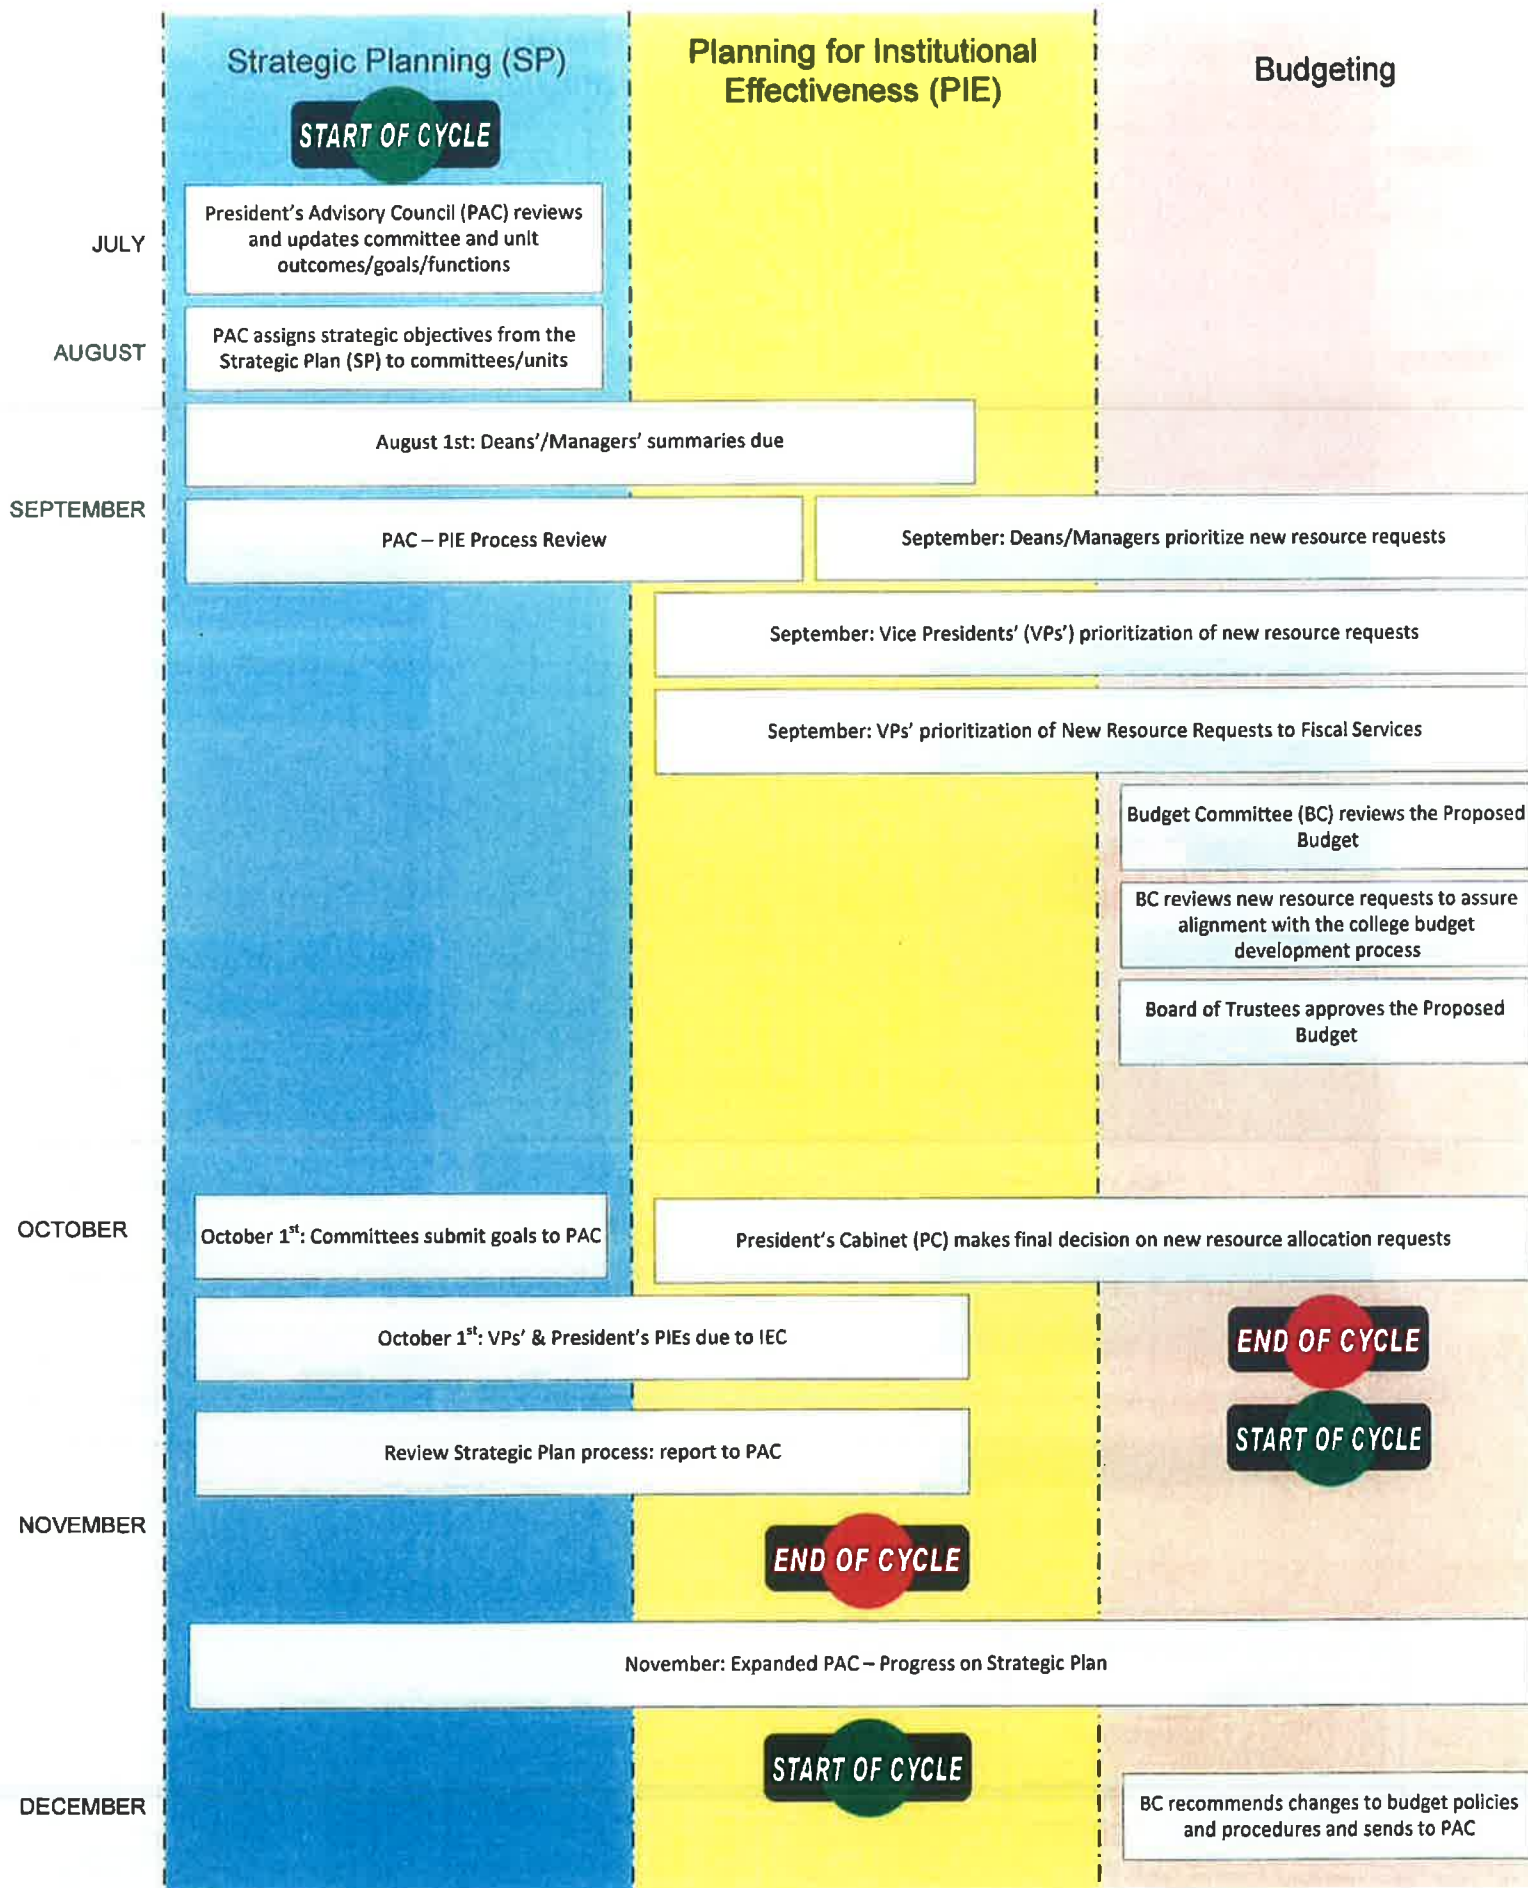 Strategic Planning (SP)
Planning for Institutional
Effectiveness (PIE)
Budgeting
START OF CYCLE
JULY
President's Advisory Council (PAC) reviews
and updates committee and unit
outcomes/goals/functions
AUGUST
PAC assigns strategic objectives from the
Strategic Plan (SP) to committees/units
August 1st: Deans'/Managers' summaries due
SEPTEMBER
PAC – PIE Process Review
September: Deans/Managers prioritize new resource requests
September: Vice Presidents' (VPs') prioritization of new resource requests
September: VPs' prioritization of New Resource Requests to Fiscal Services
Budget Committee (BC) reviews the Proposed
Budget
BC reviews new resource requests to assure
alignment with the college budget
development process
Board of Trustees approves the Proposed
Budget
OCTOBER
October 1st: Committees submit goals to PAC
President's Cabinet (PC) makes final decision on new resource allocation requests
October 1st: VPs' & President's PIEs due to IEC
END OF CYCLE
START OF CYCLE
Review Strategic Plan process: report to PAC
NOVEMBER
END OF CYCLE
November: Expanded PAC – Progress on Strategic Plan
START OF CYCLE
DECEMBER
BC recommends changes to budget policies
and procedures and sends to PAC